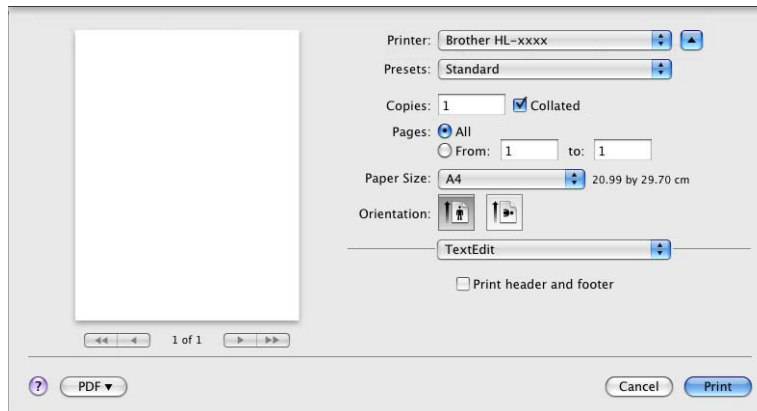 Printer: Brother HL-xxxx
Presets: Standard
Copies: 1 Collated
Pages: All
From: 1 to: 1
Paper Size: A4 20.99 by 29.70 cm
Orientation:
TextEdit
Print header and footer
1 of 1
? PDF▼ Cancel Print